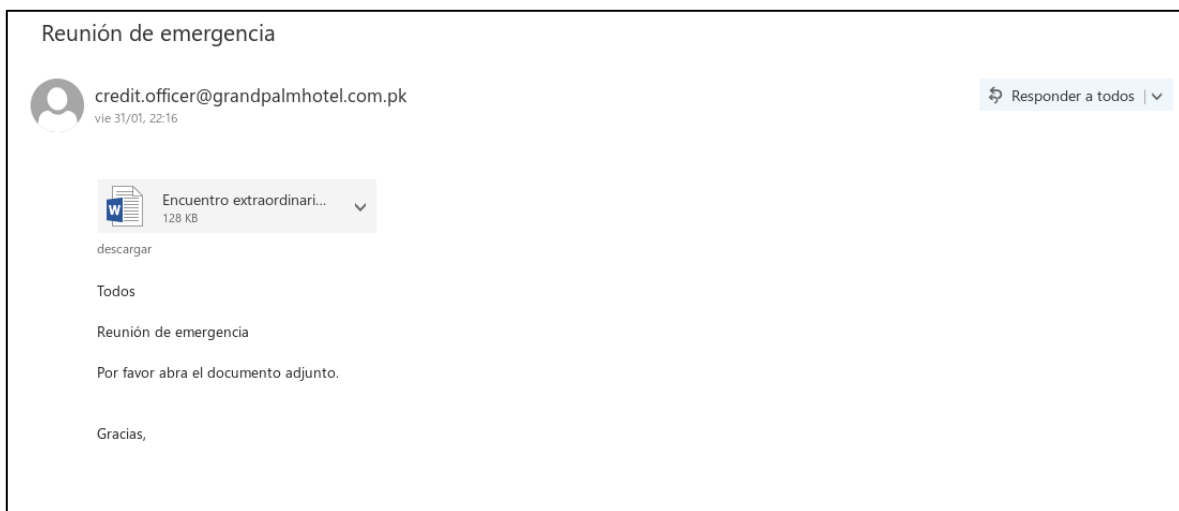 Reunión de emergencia
credit.officer@grandpalmhotel.com.pk
Responder a todos
vie 31/01, 22:16
W
Encuentro extraordinari...
128 KB
descargar
Todos
Reunión de emergencia
Por favor abra el documento adjunto.
Gracias,